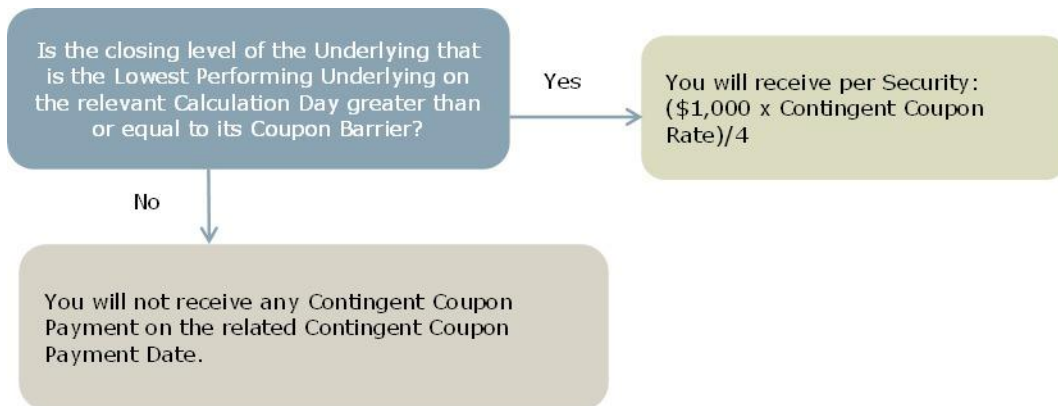 Is the closing level of the Underlying that
is the Lowest Performing Underlying on
the relevant Calculation Day greater than
or equal to its Coupon Barrier?
Yes
You will receive per Security:
($1,000 x Contingent Coupon
Rate)/4
No
You will not receive any Contingent Coupon
Payment on the related Contingent Coupon
Payment Date.